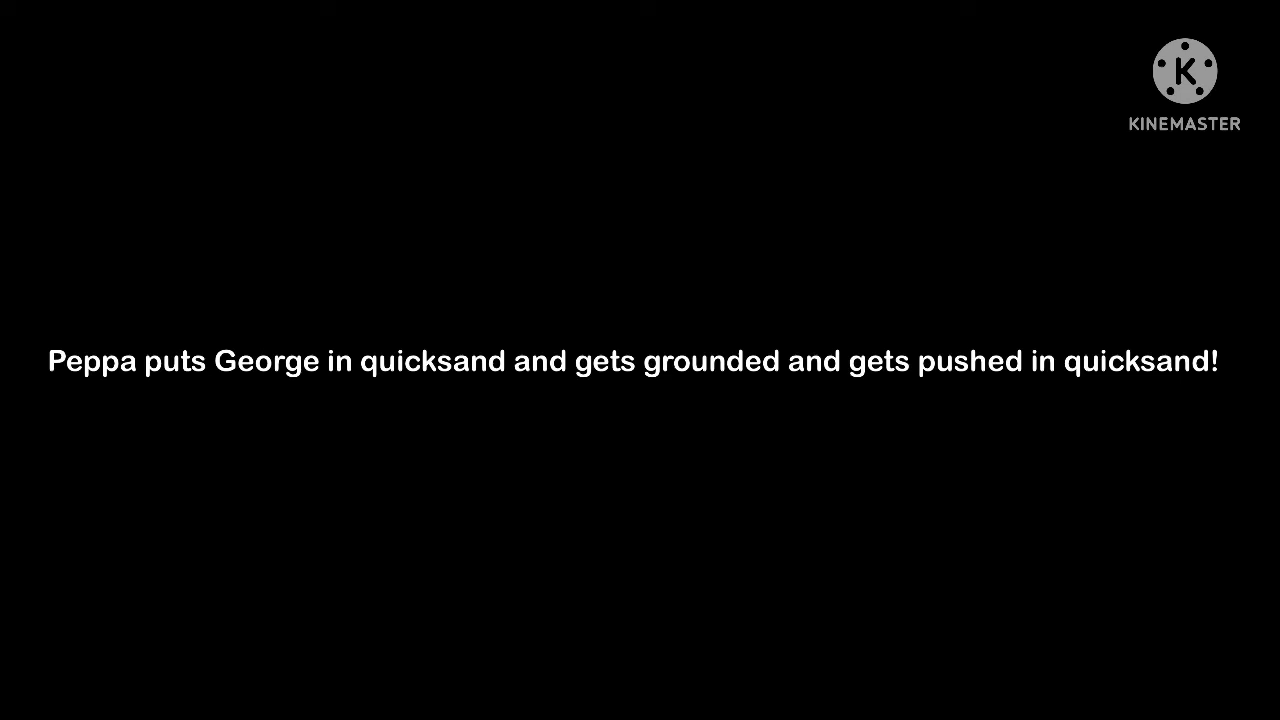 K
KINEMASTER
Peppa puts George in quicksand and gets grounded and gets pushed in quicksand!